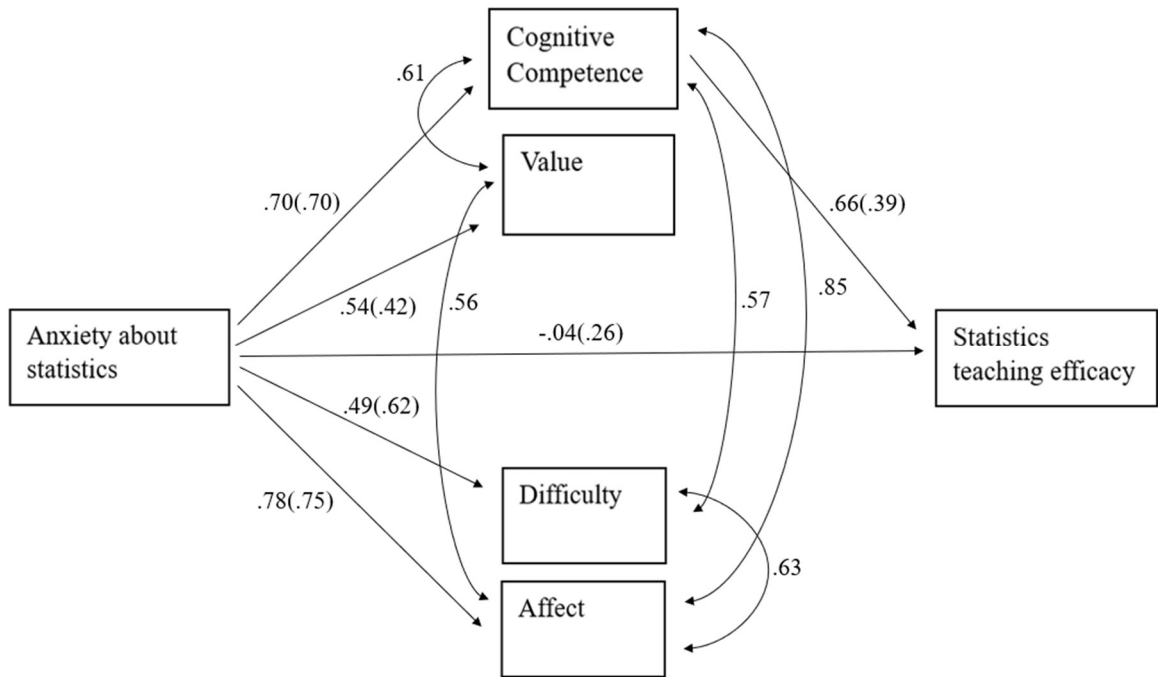 Cognitive
Competence
.61
Value
.70(.70)
.66(.39)
.54(.42)
.56
.57
.85
Anxiety about
statistics
-.04(.26)
Statistics
teaching efficacy
.49(.62)
.78(.75)
Difficulty
.63
Affect